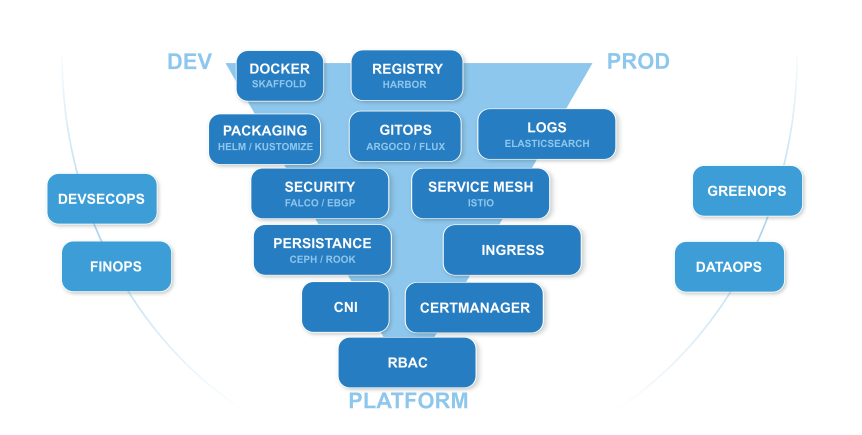 DEV
PROD
DOCKER
SKAFFOLD
REGISTRY
HARBOR
PACKAGING
HELM / KUSTOMIZE
GITOPS
ARGOCD / FLUX
LOGS
ELASTICSEARCH
SECURITY
FALCO / EBGP
SERVICE MESH
ISTIO
DEVSECOPS
GREENOPS
PERSISTANCE
CEPH / ROOK
INGRESS
FINOPS
DATAOPS
CNI
CERTMANAGER
RBAC
PLATFORM